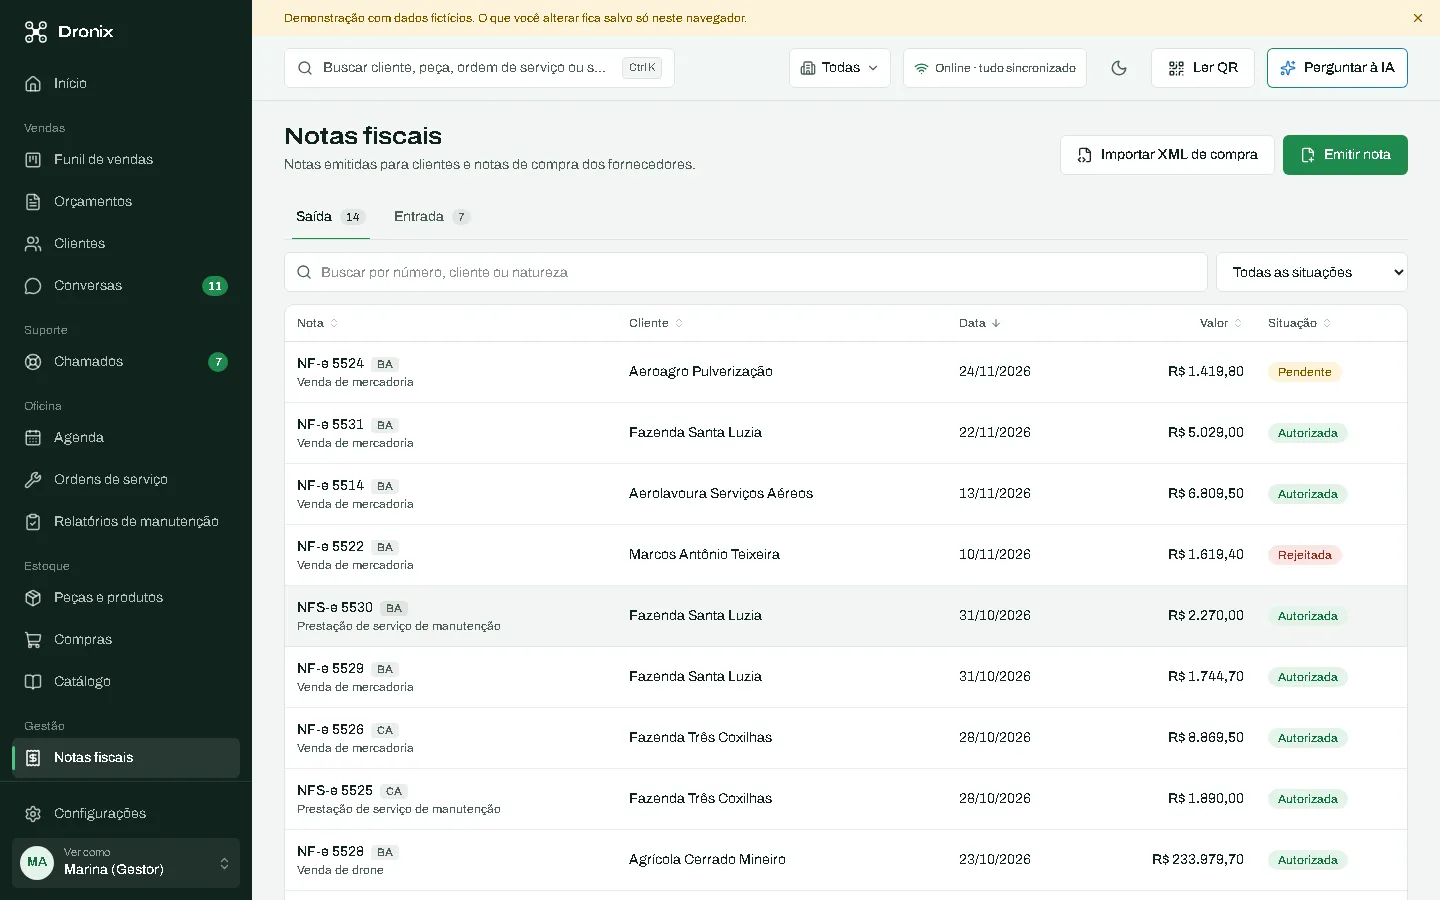 Dronix
Início
Vendas
Funil de vendas
Orçamentos
Clientes
Conversas 11
Suporte
Chamados 7
Oficina
Agenda
Ordens de serviço
Relatórios de manutenção
Estoque
Peças e produtos
Compras
Catálogo
Gestão
Notas fiscais
Configurações
MA
Ver como
Marina (Gestor)
Demonstração com dados fictícios. O que você alterar fica salvo só neste navegador.
Buscar cliente, peça, ordem de serviço ou s... Ctrl K
Todas
Online · tudo sincronizado
Ler QR
Perguntar à IA
Notas fiscais
Notas emitidas para clientes e notas de compra dos fornecedores.
Importar XML de compra
Emitir nota
Saída 14
Entrada 7
Buscar por número, cliente ou natureza
Todas as situações
Nota Cliente Data Valor Situação
NF-e 5524 BA
Venda de mercadoria
Aeroagro Pulverização 24/11/2026 R$ 1.419,80 Pendente
NF-e 5531 BA
Venda de mercadoria
Fazenda Santa Luzia 22/11/2026 R$ 5.029,00 Autorizada
NF-e 5514 BA
Venda de mercadoria
Aerolavoura Serviços Aéreos 13/11/2026 R$ 6.809,50 Autorizada
NF-e 5522 BA
Venda de mercadoria
Marcos Antônio Teixeira 10/11/2026 R$ 1.619,40 Rejeitada
NFS-e 5530 BA
Prestação de serviço de manutenção
Fazenda Santa Luzia 31/10/2026 R$ 2.270,00 Autorizada
NF-e 5529 BA
Venda de mercadoria
Fazenda Santa Luzia 31/10/2026 R$ 1.744,70 Autorizada
NF-e 5526 CA
Venda de mercadoria
Fazenda Três Coxilhas 28/10/2026 R$ 8.869,50 Autorizada
NFS-e 5525 CA
Prestação de serviço de manutenção
Fazenda Três Coxilhas 28/10/2026 R$ 1.890,00 Autorizada
NF-e 5528 BA
Venda de drone
Agrícola Cerrado Mineiro 23/10/2026 R$ 233.979,70 Autorizada